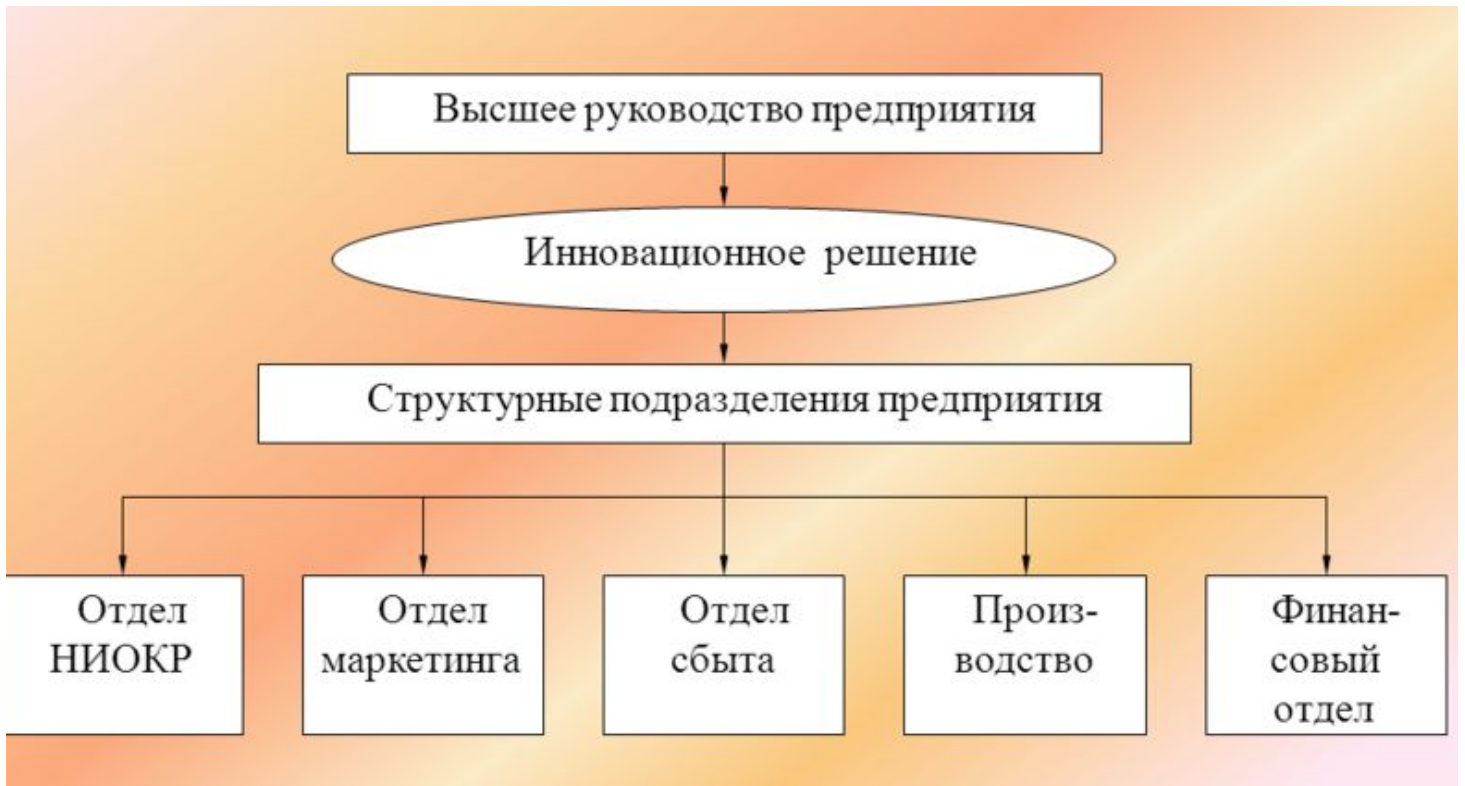 Высшее руководство предприятия
Инновационное решение
Структурные подразделения предприятия
Отдел
НИОКР
Отдел
маркетинга
Отдел
сбыта
Произ-
водство
Финан-
совый
отдел